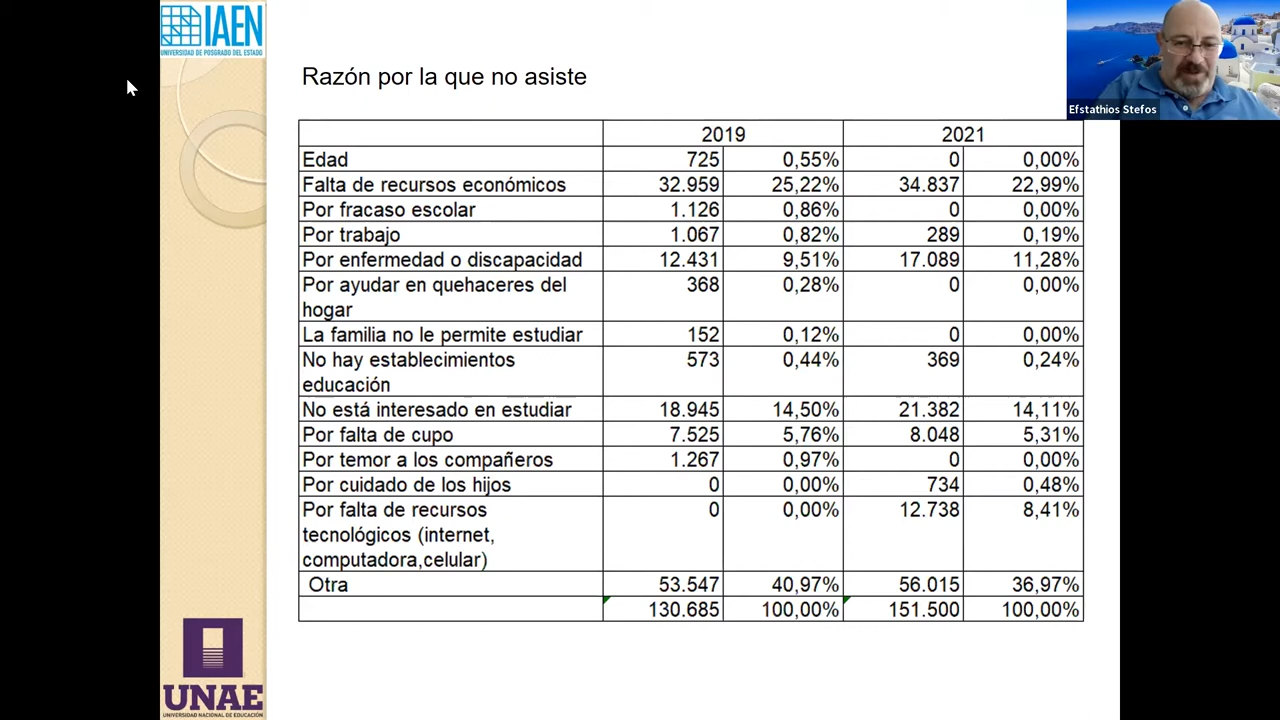 IAEN
UNIVERSIDAD DE POSGRADO DEL ESTADO
Efstathios Stefos
Razón por la que no asiste
2019 2021
Edad 725 0,55% 0 0,00%
Falta de recursos económicos 32.959 25,22% 34.837 22,99%
Por fracaso escolar 1.126 0,86% 0 0,00%
Por trabajo 1.067 0,82% 289 0,19%
Por enfermedad o discapacidad 12.431 9,51% 17.089 11,28%
Por ayudar en quehaceres del 368 0,28% 0 0,00%
hogar
La familia no le permite estudiar 152 0,12% 0 0,00%
No hay establecimientos 573 0,44% 369 0,24%
educación
No está interesado en estudiar 18.945 14,50% 21.382 14,11%
Por falta de cupo 7.525 5,76% 8.048 5,31%
Por temor a los compañeros 1.267 0,97% 0 0,00%
Por cuidado de los hijos 0 0,00% 734 0,48%
Por falta de recursos 0 0,00% 12.738 8,41%
tecnológicos (internet,
computadora,celular)
Otra 53.547 40,97% 56.015 36,97%
130.685 100,00% 151.500 100,00%
UNAE
UNIVERSIDAD NACIONAL DE EDUCACIÓN